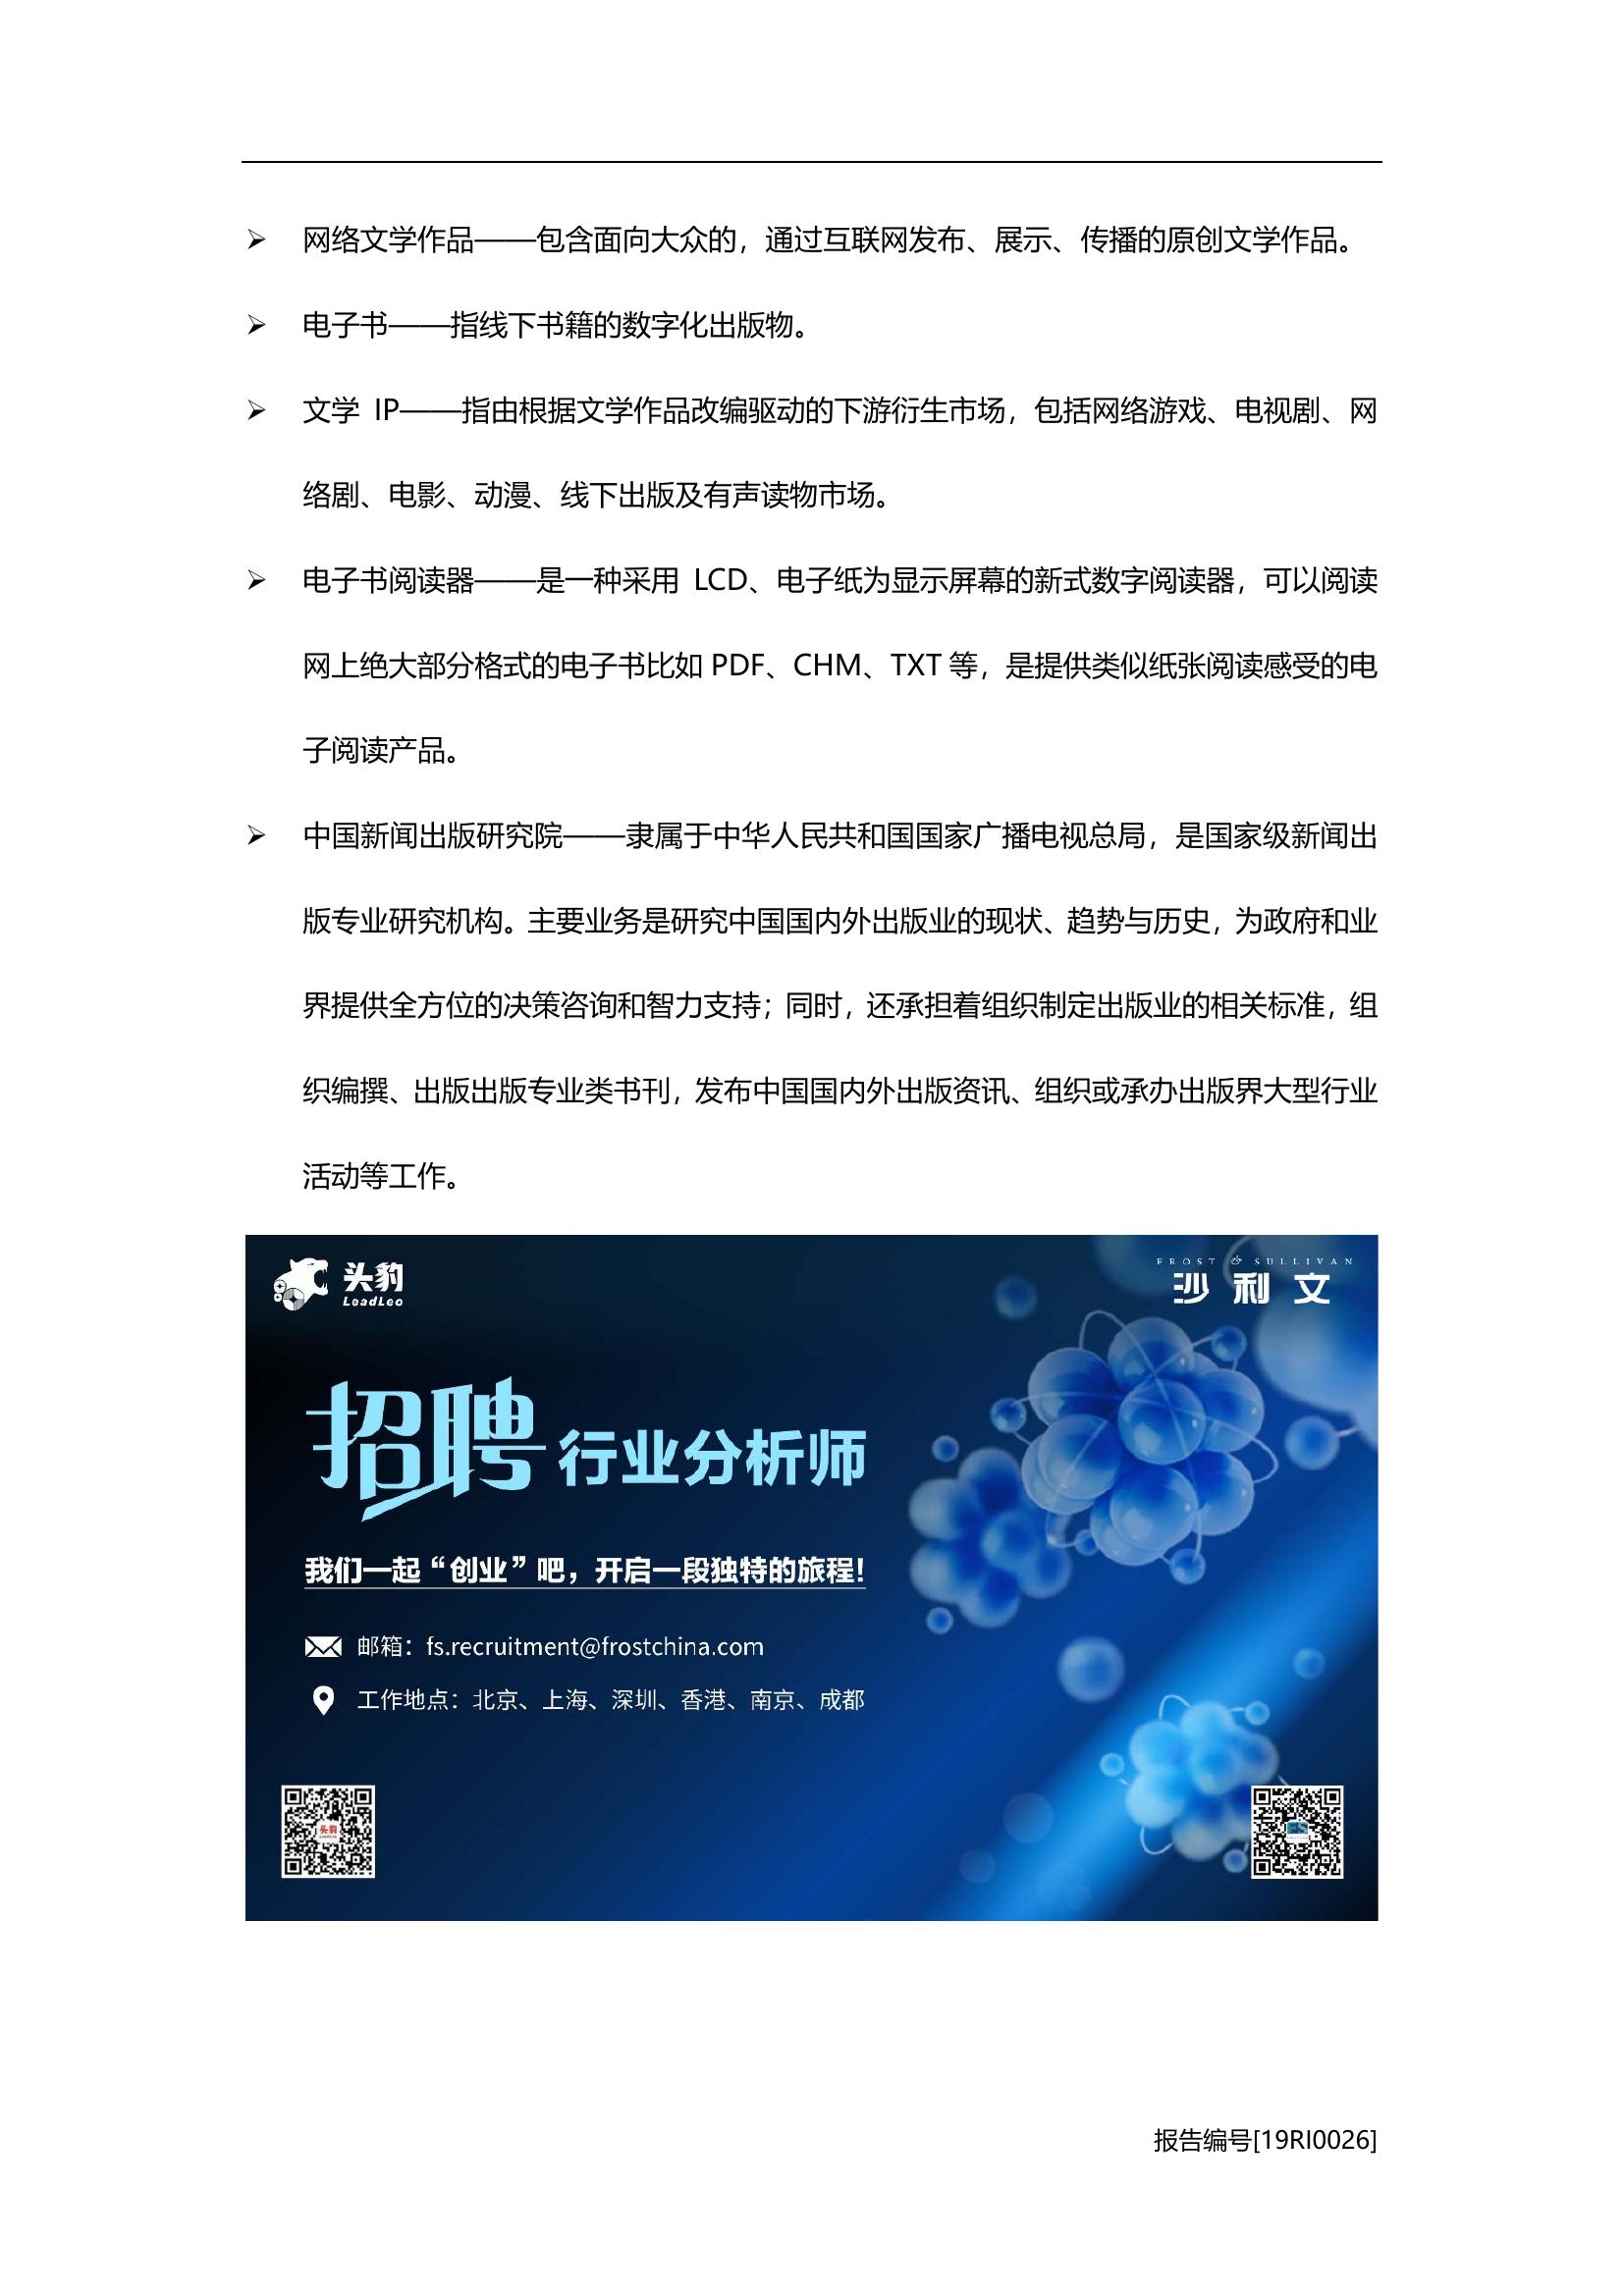 ➢ 网络文学作品——包含面向大众的，通过互联网发布、展示、传播的原创文学作品。
➢ 电子书——指线下书籍的数字化出版物。
➢ 文学 IP——指由根据文学作品改编驱动的下游衍生市场，包括网络游戏、电视剧、网
络剧、电影、动漫、线下出版及有声读物市场。
➢ 电子书阅读器——是一种采用 LCD、电子纸为显示屏幕的新式数字阅读器，可以阅读
网上绝大部分格式的电子书比如 PDF、CHM、TXT 等，是提供类似纸张阅读感受的电
子阅读产品。
➢ 中国新闻出版研究院——隶属于中华人民共和国国家广播电视总局，是国家级新闻出
版专业研究机构。主要业务是研究中国国内外出版业的现状、趋势与历史，为政府和业
界提供全方位的决策咨询和智力支持；同时，还承担着组织制定出版业的相关标准，组
织编撰、出版出版专业类书刊，发布中国国内外出版资讯、组织或承办出版界大型行业
活动等工作。
头豹
LeadLeo
FROST & SULLIVAN
沙利文
招聘 行业分析师
我们一起“创业”吧，开启一段独特的旅程！
邮箱：fs.recruitment@frostchina.com
工作地点：北京、上海、深圳、香港、南京、成都
头豹
报告编号[19RI0026]